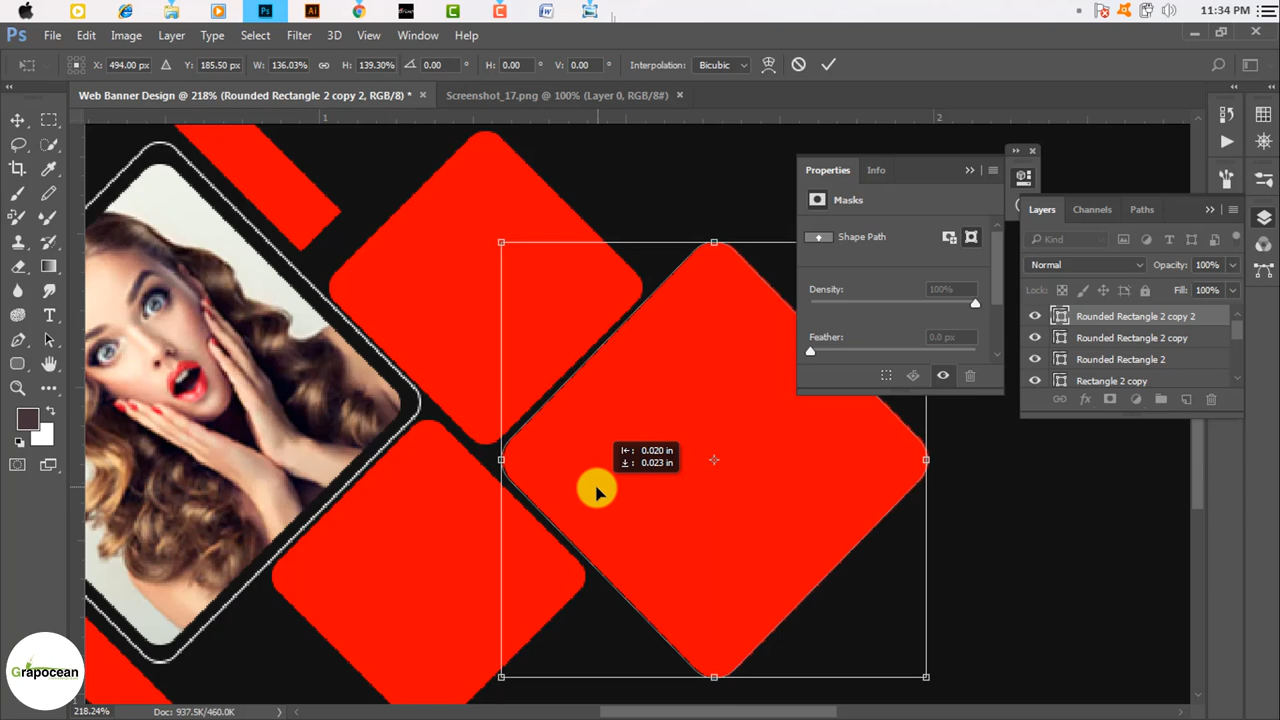 11:34 PM
Ps File Edit Image Layer Type Select Filter 3D View Window Help
X: 494.00 px Y: 185.50 px W: 136.03% H: 139.30% 0.00 ° H: 0.00 ° V: 0.00 ° Interpolation: Bicubic
Web Banner Design @ 218% (Rounded Rectangle 2 copy 2, RGB/8) * × Screenshot_17.png @ 100% (Layer 0, RGB/8#) ×
1 2
Properties Info
Masks
Shape Path
Density: 100%
Feather: 0.0 px
Layers Channels Paths
Kind
Normal Opacity: 100%
Lock: Fill: 100%
Rounded Rectangle 2 copy 2
Rounded Rectangle 2 copy
Rounded Rectangle 2
Rectangle 2 copy
0.020 in
0.023 in
Grapocean
218.24% Doc: 937.5K/460.0K